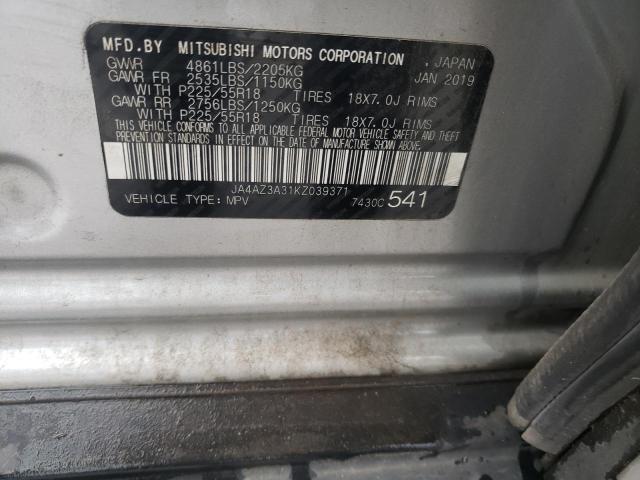 MFD.BY MITSUBISHI MOTORS CORPORATION , JAPAN
GVWR 4861LBS/2205KG JAN 2019
GAWR FR 2535LBS/1150KG
WITH P225/55R18 TIRES 18X7.0J RIMS
GAWR RR 2756LBS/1250KG
WITH P225/55R18 TIRES 18X7.0J RIMS
THIS VEHICLE CONFORMS TO ALL APPLICABLE FEDERAL MOTOR VEHICLE SAFETY AND THEFT
PREVENTION STANDARDS IN EFFECT ON THE DATE OF MANUFACTURE SHOWN ABOVE.
JA4AZ3A31KZ039371
VEHICLE TYPE: MPV 7430C 541